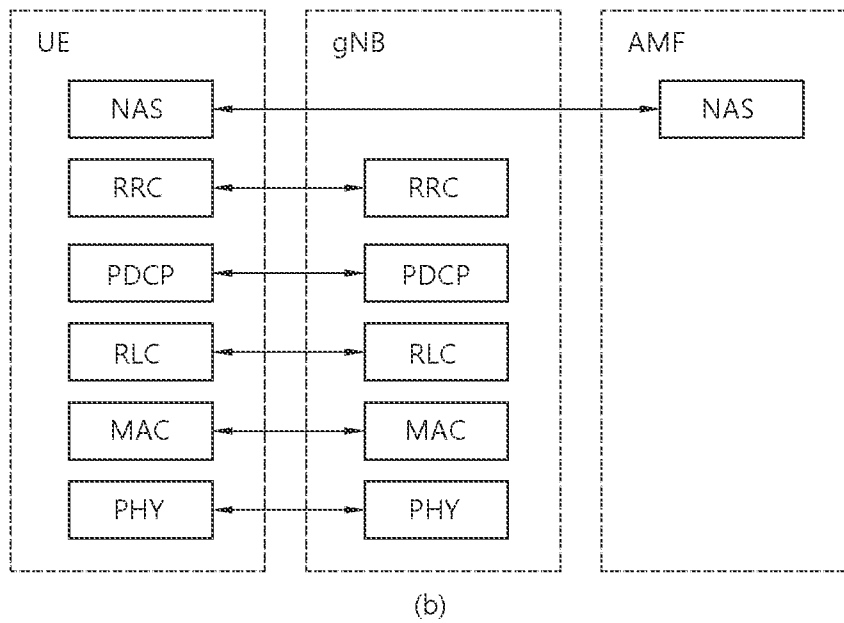 UE gNB AMF
NAS NAS
RRC RRC
PDCP PDCP
RLC RLC
MAC MAC
PHY PHY
(b)